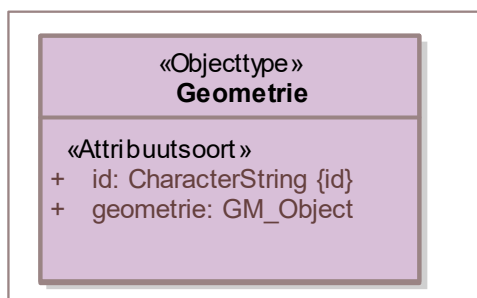 «Objecttype»
Geometrie
«Attribuutsoort»
+ id: CharacterString {id}
+ geometrie: GM_Object